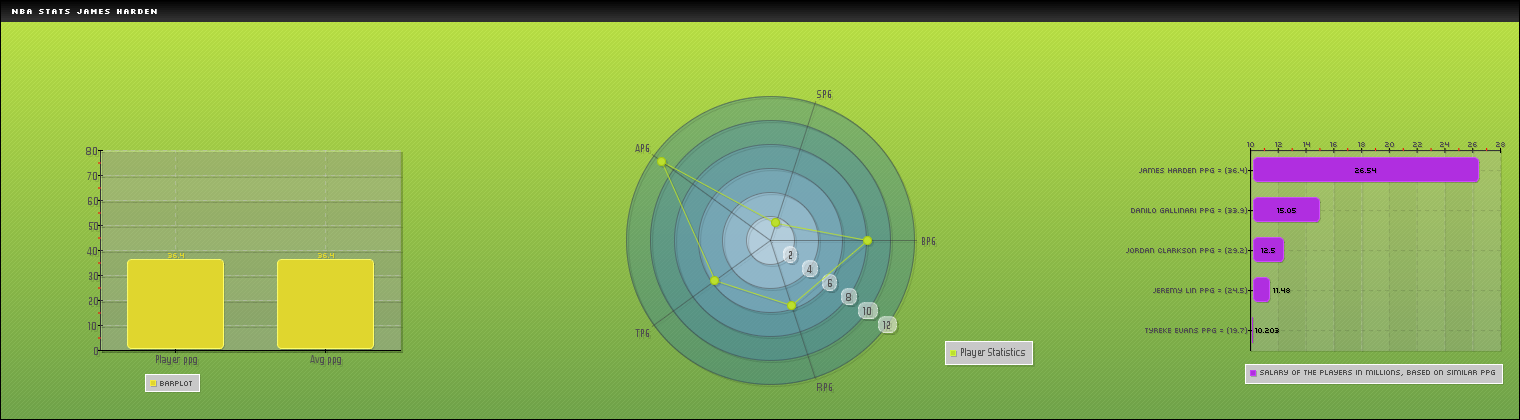 NBA STATS JAMES HARDEN
80
70
60
50
40
30
20
10
0
36.4
36.4
Player ppg
Avg ppg
BARPLOT
SPG
APG
BPG
TPG
RPG
2
4
6
8
10
12
Player Statistics
10 12 14 16 18 20 22 24 26 28
JAMES HARDEN PPG = (36.4) 26.54
DANILO GALLINARI PPG = (33.9) 15.05
JORDAN CLARKSON PPG = (29.2) 12.5
JEREMY LIN PPG = (24.5) 11.48
TYREKE EVANS PPG = (19.7) 10.203
SALARY OF THE PLAYERS IN MILLIONS, BASED ON SIMILAR PPG